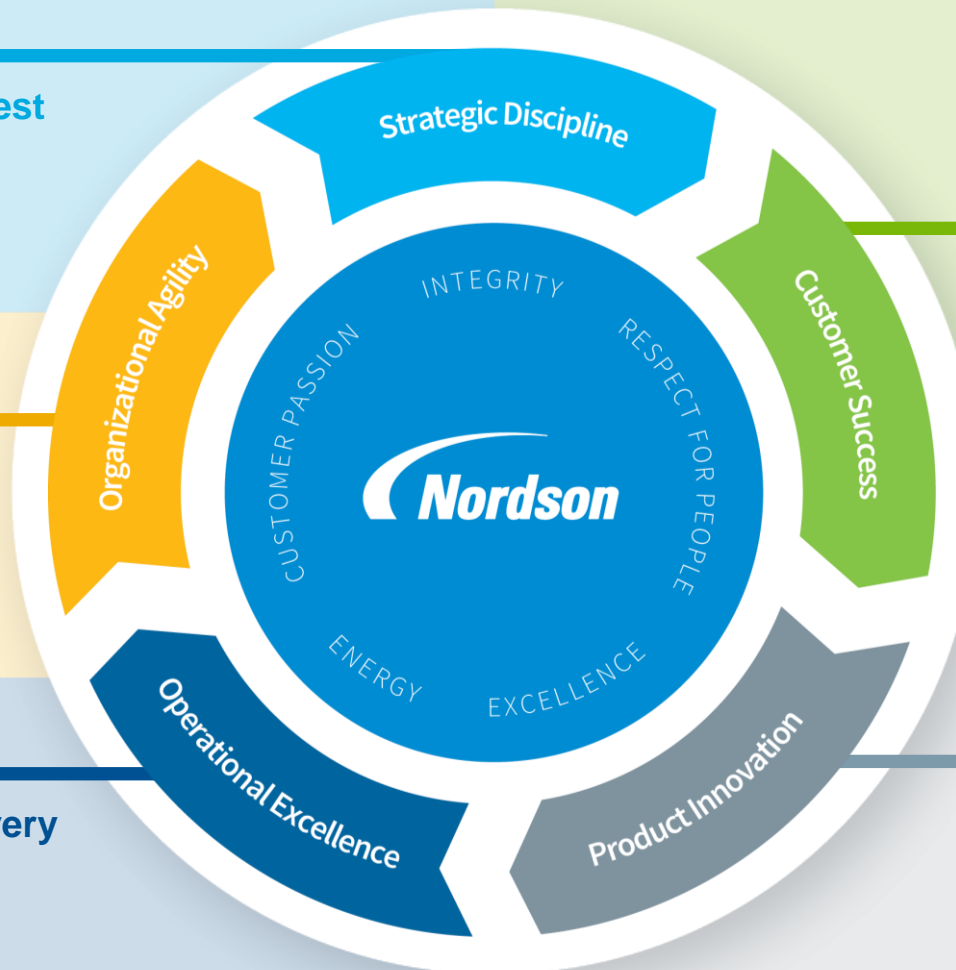 Strategic Discipline
Customer Success
Product Innovation
Operational Excellence
Organizational Agility
INTEGRITY
RESPECT FOR PEOPLE
EXCELLENCE
ENERGY
CUSTOMER PASSION
Nordson
est
very